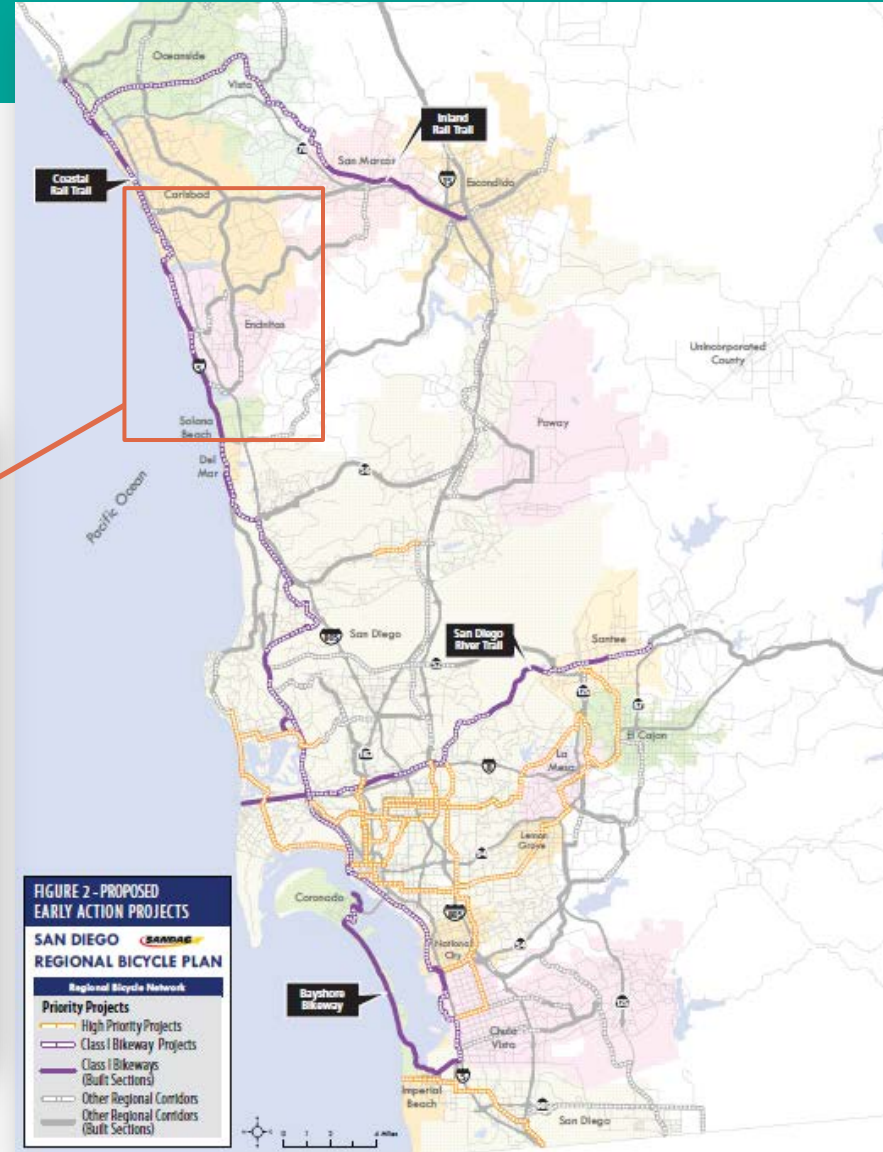 Oceanside
Vista
Inland
Rail Trail
San Marcos
Escondido
Coastal
Rail Trail
Carlsbad
Encinitas
Unincorporated
County
Solana
Beach
Poway
Del
Mar
Pacific Ocean
San Diego
San Diego
River Trail
Santee
El Cajon
La
Mesa
Lemon
Grove
Coronado
National
City
Bayshore
Bikeway
Chula
Vista
Imperial
Beach
San Diego
FIGURE 2 - PROPOSED
EARLY ACTION PROJECTS
SAN DIEGO SANDAG
REGIONAL BICYCLE PLAN
Regional Bicycle Network
Priority Projects
High Priority Projects
Class I Bikeway Projects
Class I Bikeways
(Built Sections)
Other Regional Corridors
Other Regional Corridors
(Built Sections)
4 Miles